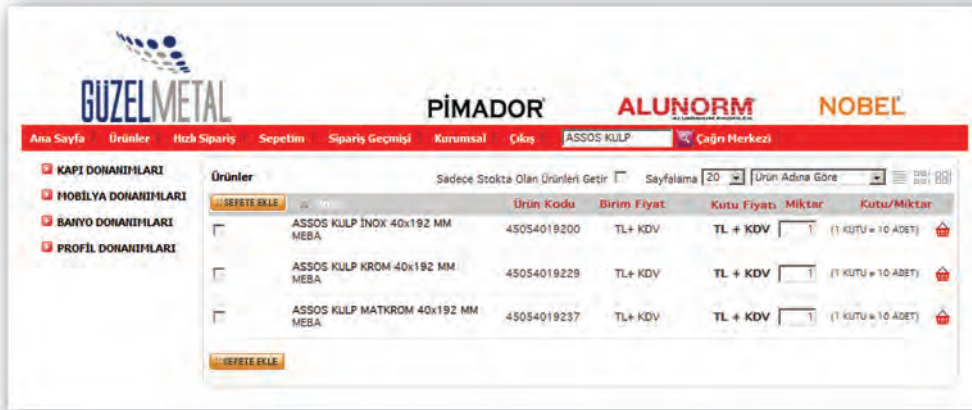 GÜZELMETAL
PİMADOR
ALUNORM
NOBEL
Ana Sayfa Ürünler Hızlı Sipariş Sepetim Sipariş Geçmişi Kurumsal Çıkış ASSOS KULP Çağrı Merkezi
KAPI DONANIMLARI
MOBİLYA DONANIMLARI
BANYO DONANIMLARI
PROFİL DONANIMLARI
Ürünler Sadece Stokta Olan Ürünleri Getir Sayfalama 20 Ürün Adına Göre
SEPETE EKLE Ürün Kodu Birim Fiyat Kutu Fiyatı Miktar Kutu/Miktar
ASSOS KULP İNOX 40x192 MM
MEBA 45054019200 TL+ KDV TL + KDV 1 (1 KUTU = 10 ADET)
ASSOS KULP KROM 40x192 MM
MEBA 45054019229 TL+ KDV TL + KDV 1 (1 KUTU = 10 ADET)
ASSOS KULP MATKROM 40x192 MM
MEBA 45054019237 TL+ KDV TL + KDV 1 (1 KUTU = 10 ADET)
SEPETE EKLE